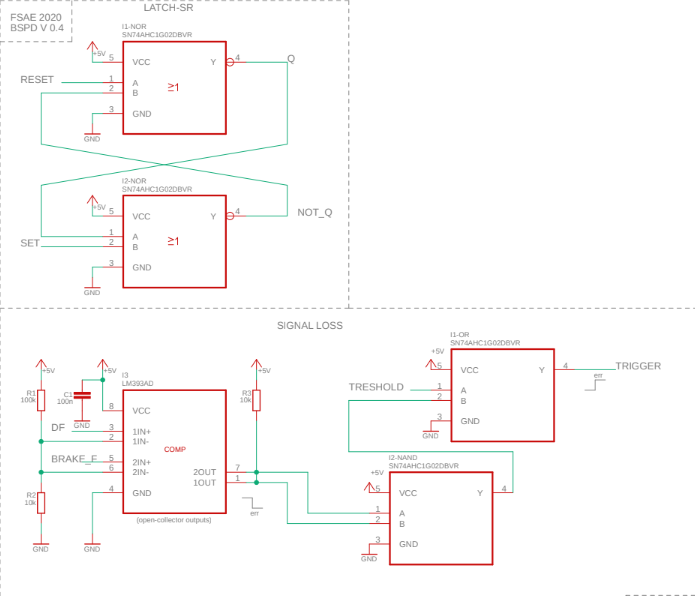 FSAE 2020
BSPD V 0.4
LATCH-SR
I1-NOR
SN74AHC1G02DBVR
+5V
5
VCC
Y
4
Q
RESET
1
A
2
B
≥1
3
GND
GND
I2-NOR
SN74AHC1G02DBVR
+5V
5
VCC
Y
4
NOT_Q
1
A
SET
2
B
≥1
3
GND
GND
SIGNAL LOSS
I1-OR
SN74AHC1G02DBVR
+5V
5
VCC
Y
4
TRIGGER
err
TRESHOLD
1
A
2
B
3
GND
GND
+5V
+5V
+5V
R1
100k
C1
100n
GND
I3
LM393AD
R3
10k
8
VCC
DF
3
1IN+
2
1IN-
COMP
BRAKE_F
5
2IN+
6
2IN-
2OUT
7
1OUT
1
4
GND
(open-collector outputs)
err
R2
10k
GND
GND
I2-NAND
SN74AHC1G02DBVR
+5V
5
VCC
Y
4
1
A
2
B
3
GND
GND